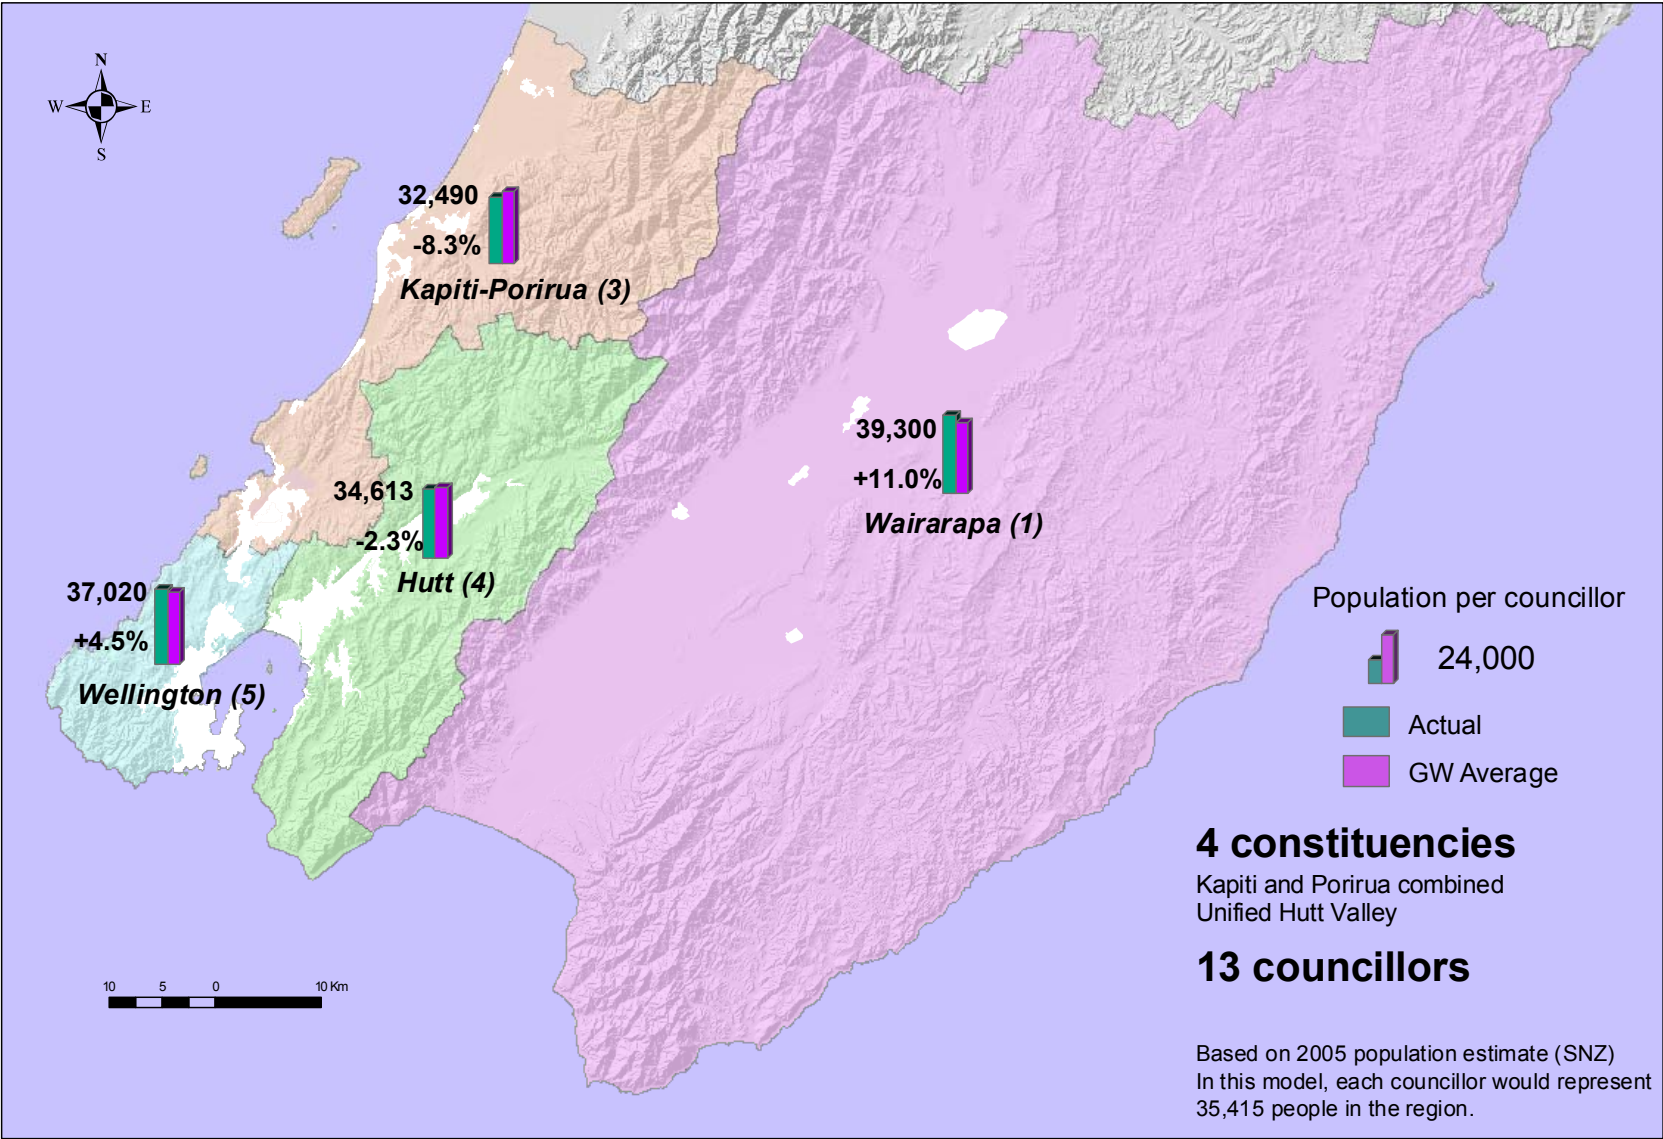 N
W E
S
32,490
-8.3%
Kapiti-Porirua (3)
39,300
+11.0%
Wairarapa (1)
34,613
-2.3%
Hutt (4)
37,020
+4.5%
Wellington (5)
Population per councillor
24,000
Actual
GW Average
4 constituencies
Kapiti and Porirua combined
Unified Hutt Valley
13 councillors
10 5 0 10 Km
Based on 2005 population estimate (SNZ)
In this model, each councillor would represent
35,415 people in the region.